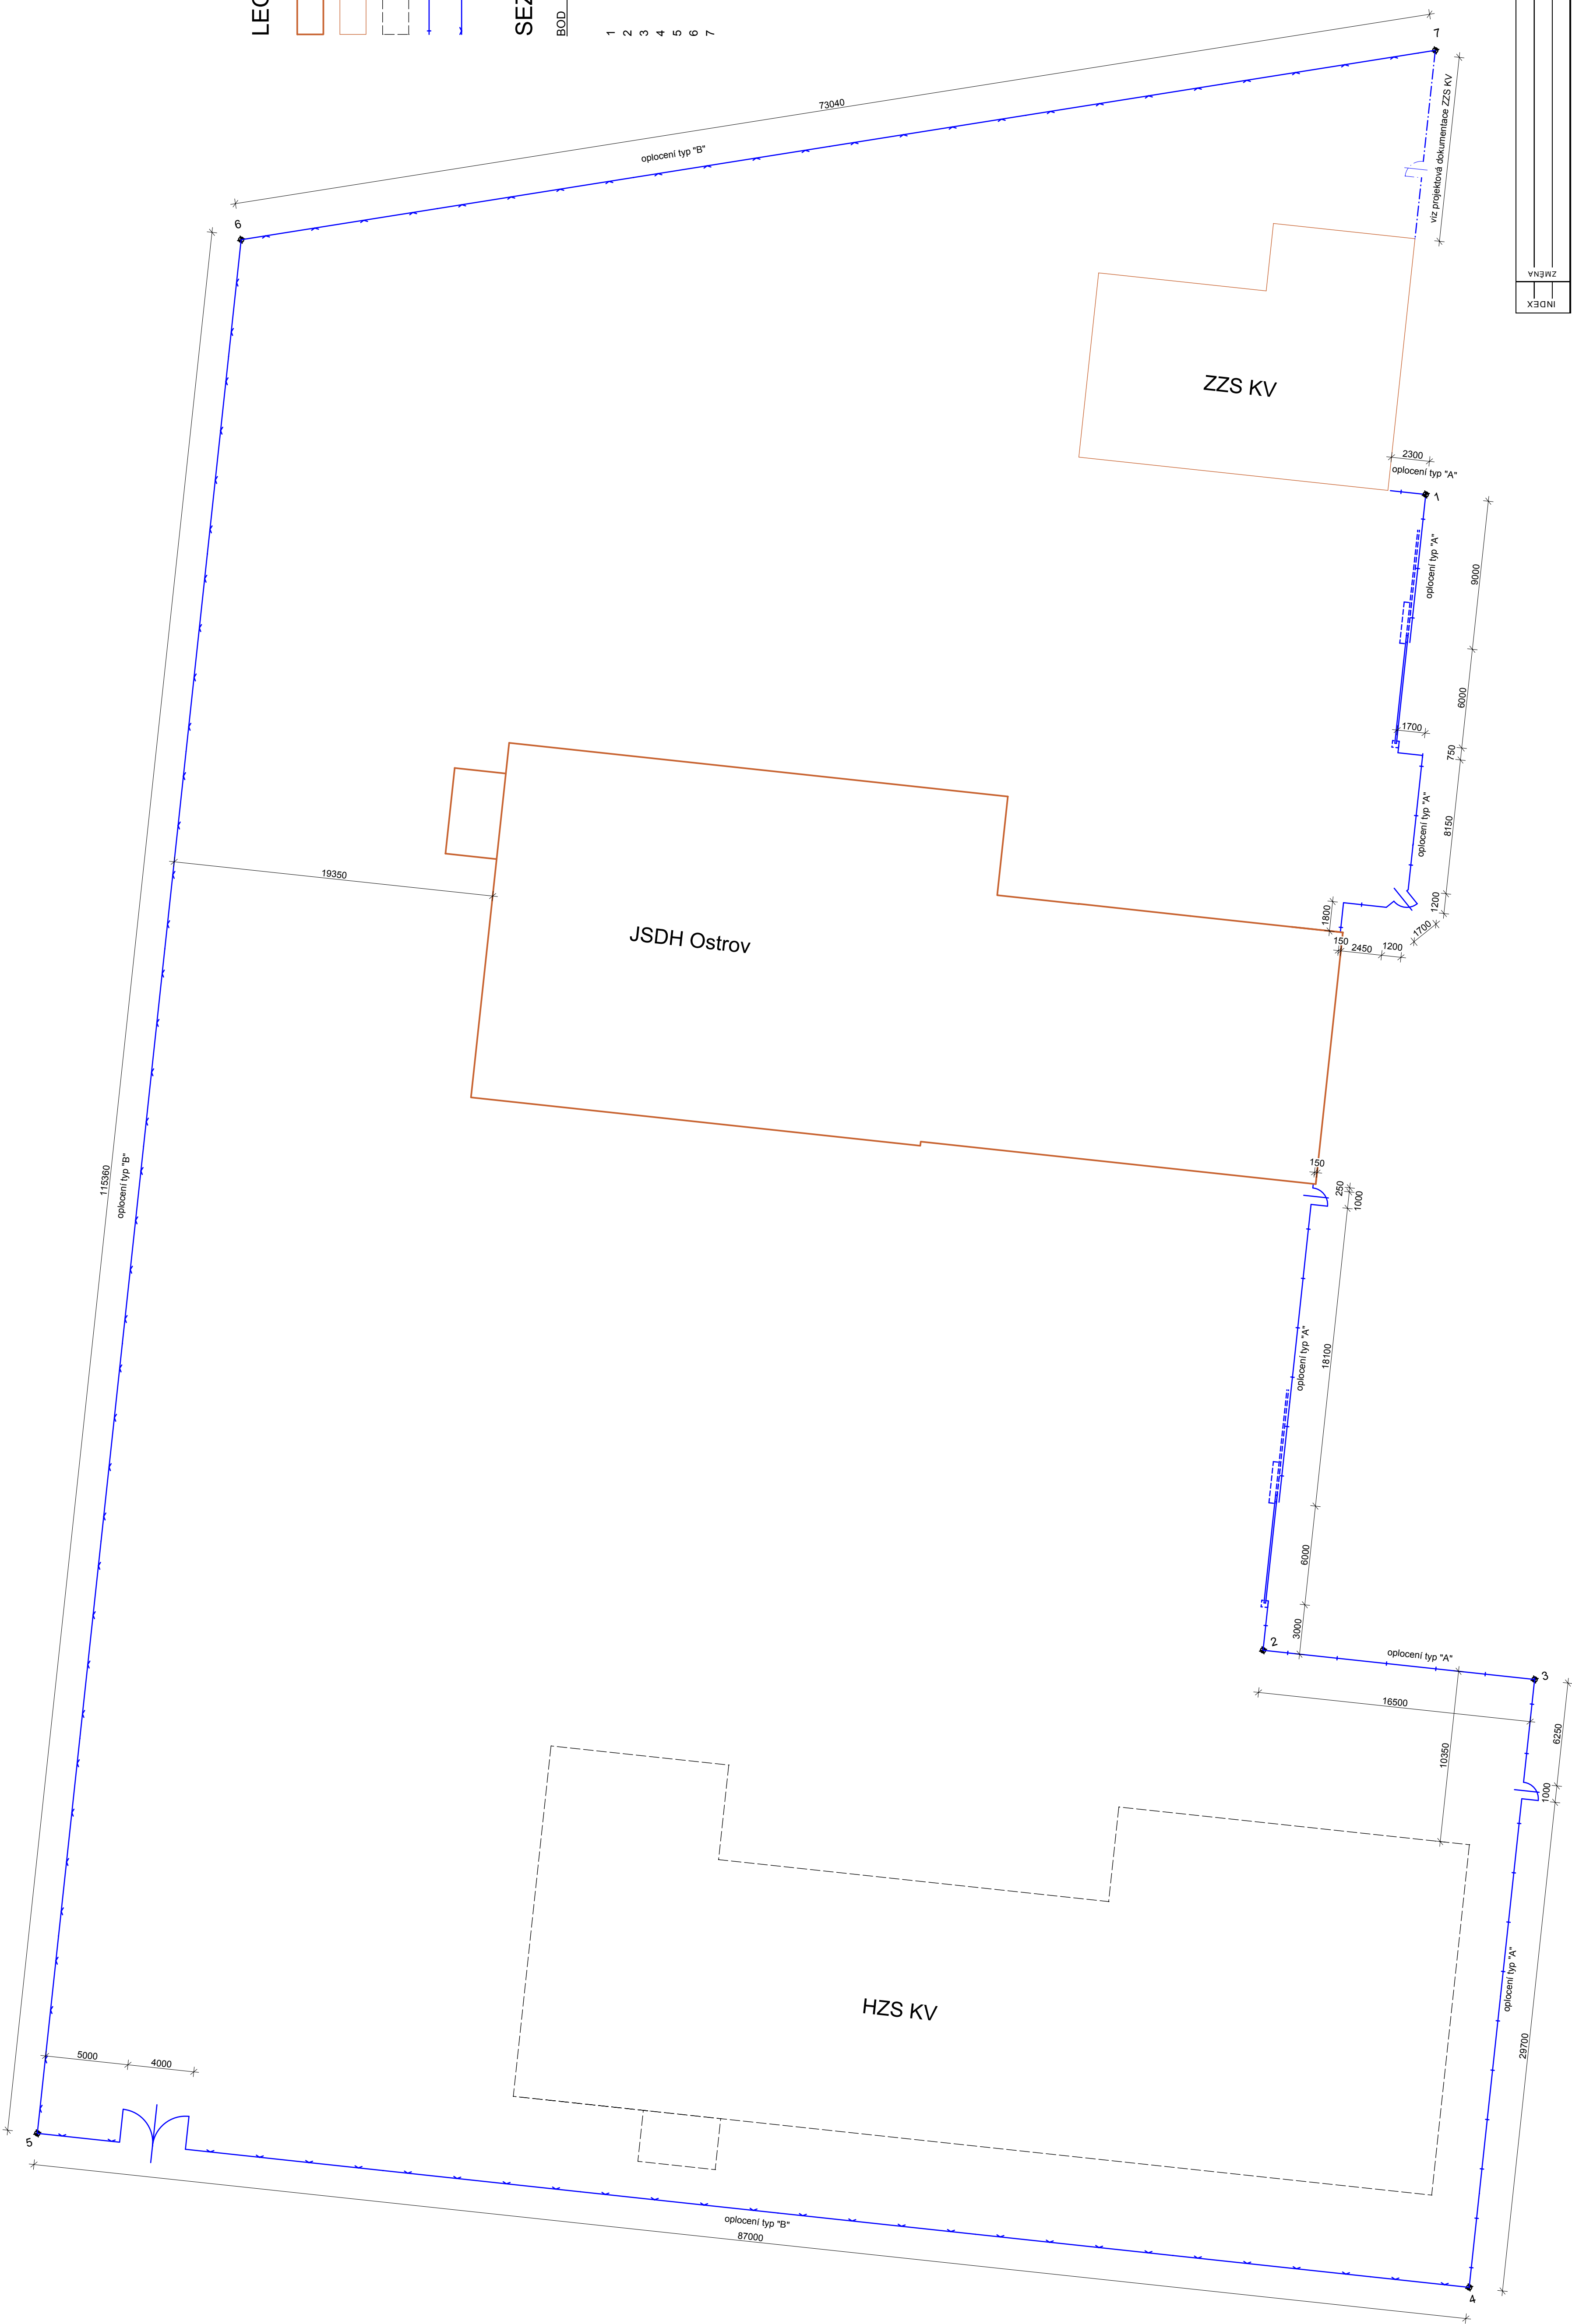 LEG
SEZ
BOD
1
2
3
4
5
6
7
INDEX
ZMĚNA
7
73040
oplocení typ "B"
viz projektová dokumentace ZZS KV
6
ZZS KV
2300
oplocení typ "A"
1
oplocení typ "A"
9000
6000
1700
750
oplocení typ "A"
8150
19350
1200
1800
1700
150
2450
1200
JSDH Ostrov
115360
oplocení typ "B"
150
250
1000
oplocení typ "A"
18100
6000
3000
2
oplocení typ "A"
3
16500
6250
10350
1000
HZS KV
oplocení typ "A"
29700
5000
4000
5
oplocení typ "B"
87000
4